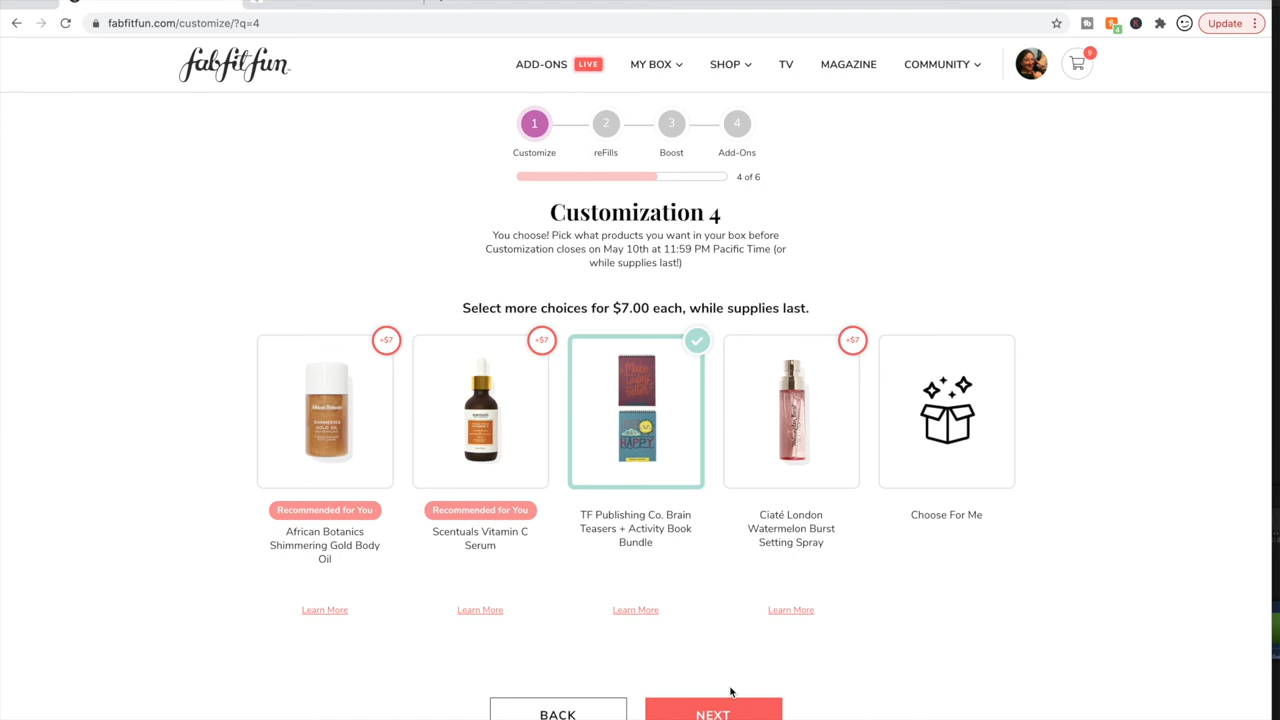 fabfitfun.com/customize/?q=4
4
Update
fabfitfun
ADD-ONS LIVE MY BOX SHOP TV MAGAZINE COMMUNITY
9
1 2 3 4
Customize reFills Boost Add-Ons
4 of 6
Customization 4
You choose! Pick what products you want in your box before
Customization closes on May 10th at 11:59 PM Pacific Time (or
while supplies last!)
Select more choices for $7.00 each, while supplies last.
+$7 +$7 +$7
HAPPY
Recommended for You Recommended for You
African Botanics
Shimmering Gold Body
Oil
Scentuals Vitamin C
Serum
TF Publishing Co. Brain
Teasers + Activity Book
Bundle
Ciaté London
Watermelon Burst
Setting Spray
Choose For Me
Learn More Learn More Learn More Learn More
BACK NEXT